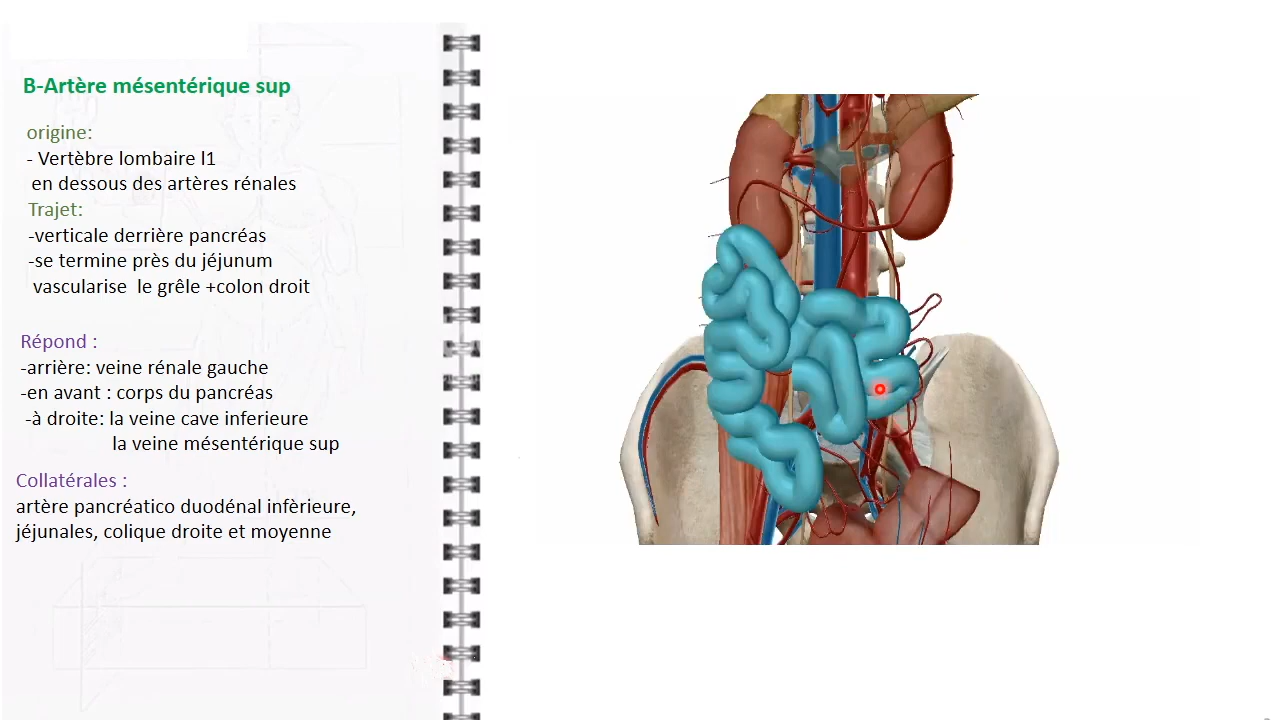 B-Artère mésentérique sup
origine:
- Vertèbre lombaire l1
en dessous des artères rénales
Trajet:
-verticale derrière pancréas
-se termine près du jéjunum
vascularise le grêle +colon droit
Répond :
-arrière: veine rénale gauche
-en avant : corps du pancréas
-à droite: la veine cave inferieure
la veine mésentérique sup
Collatérales :
artère pancréatico duodénal infèrieure,
jéjunales, colique droite et moyenne